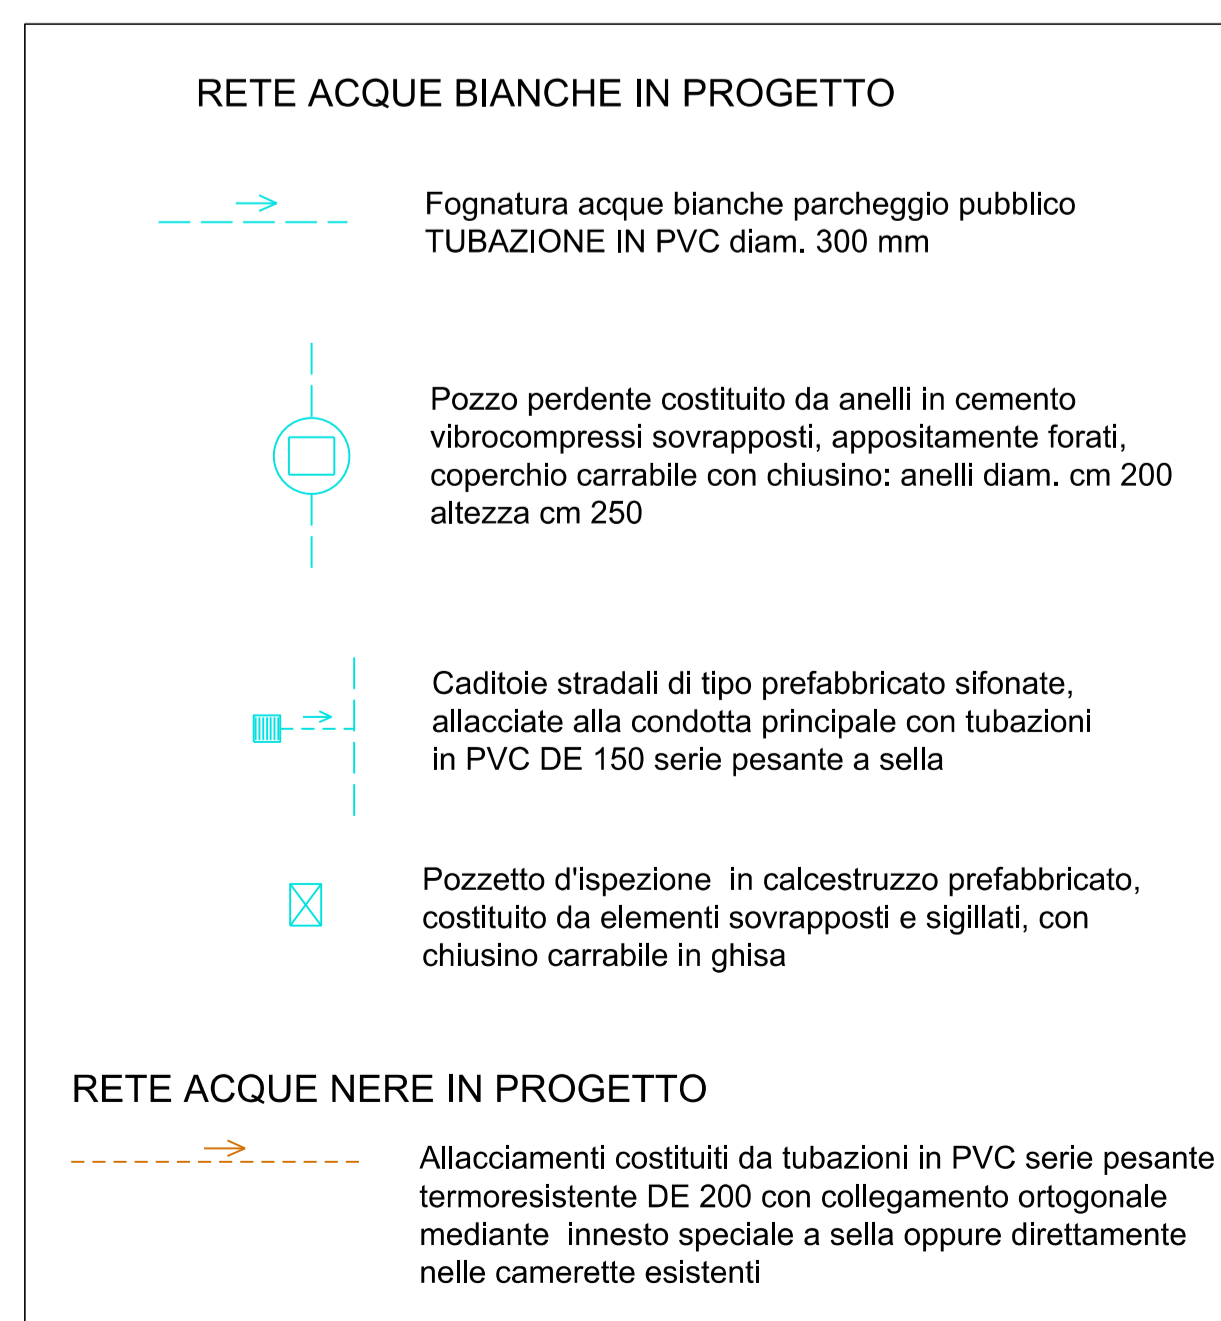 RETE ACQUE BIANCHE IN PROGETTO
Fognatura acque bianche parcheggio pubblico
TUBAZIONE IN PVC diam. 300 mm
Pozzo perdente costituito da anelli in cemento
vibrocompressi sovrapposti, appositamente forati,
coperchio carrabile con chiusino: anelli diam. cm 200
altezza cm 250
Caditoie stradali di tipo prefabbricato sifonate,
allacciate alla condotta principale con tubazioni
in PVC DE 150 serie pesante a sella
Pozzetto d'ispezione  in calcestruzzo prefabbricato,
costituito da elementi sovrapposti e sigillati, con
chiusino carrabile in ghisa
RETE ACQUE NERE IN PROGETTO
Allacciamenti costituiti da tubazioni in PVC serie pesante
termoresistente DE 200 con collegamento ortogonale
mediante  innesto speciale a sella oppure direttamente
nelle camerette esistenti